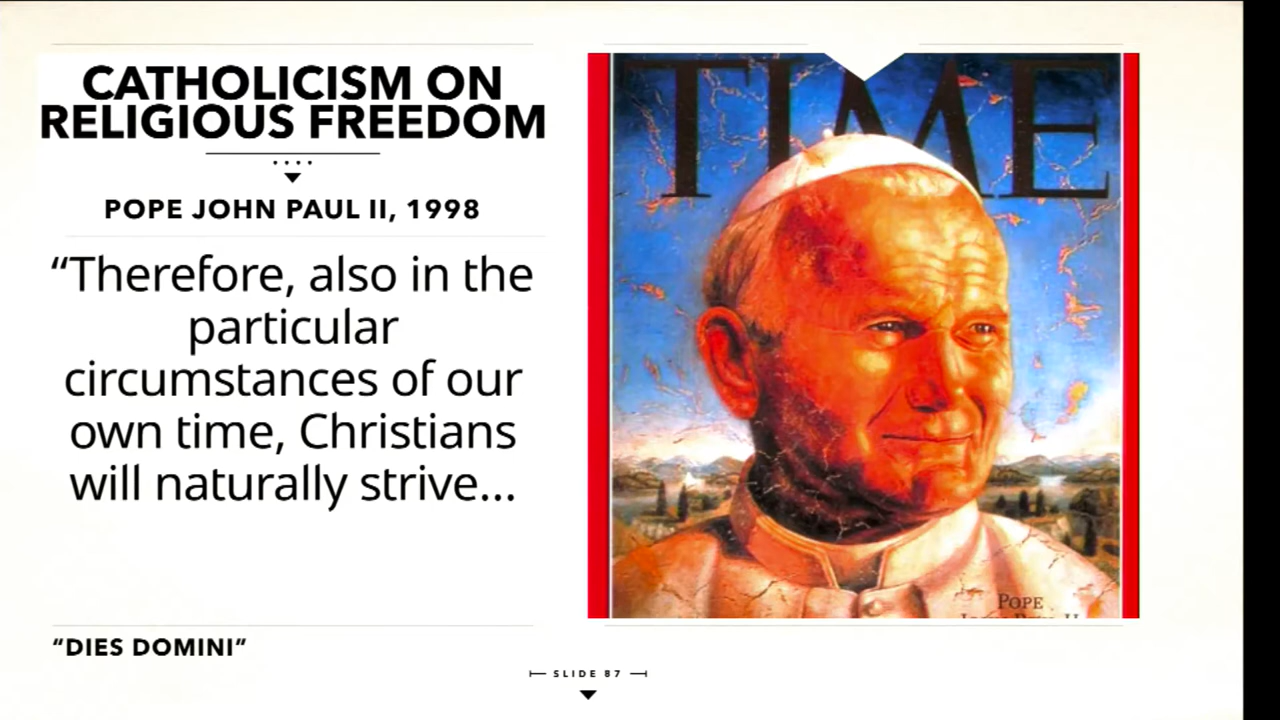 CATHOLICISM ON
RELIGIOUS FREEDOM
POPE JOHN PAUL II, 1998
“Therefore, also in the
particular
circumstances of our
own time, Christians
will naturally strive...
“DIES DOMINI”
SLIDE 87
TIME
POPE